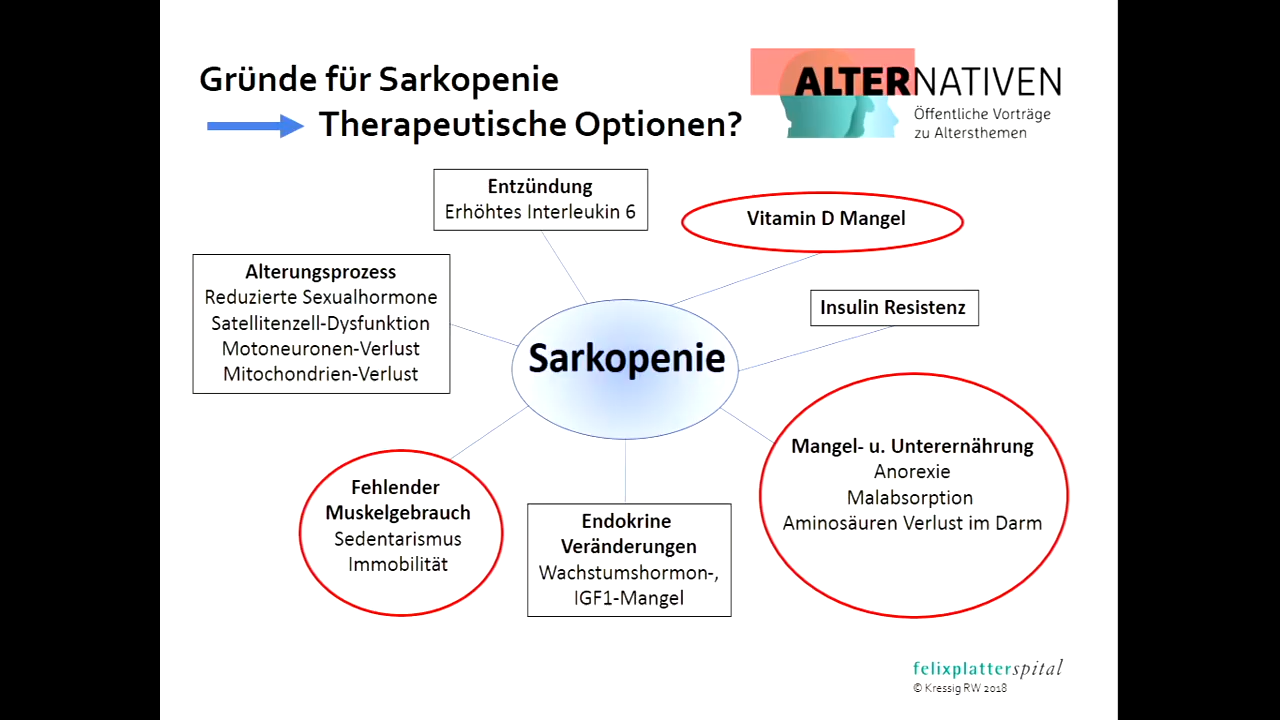 Gründe für Sarkopenie
Therapeutische Optionen?
ALTERNATIVEN
Öffentliche Vorträge
zu Altersthemen
Entzündung
Erhöhtes Interleukin 6
Vitamin D Mangel
Alterungsprozess
Reduzierte Sexualhormone
Satellitenzell-Dysfunktion
Motoneuronen-Verlust
Mitochondrien-Verlust
Insulin Resistenz
Sarkopenie
Mangel- u. Unterernährung
Anorexie
Malabsorption
Aminosäuren Verlust im Darm
Fehlender
Muskelgebrauch
Sedentarismus
Immobilität
Endokrine
Veränderungen
Wachstumshormon-,
IGF1-Mangel
felixplatterspital
© Kressig RW 2018